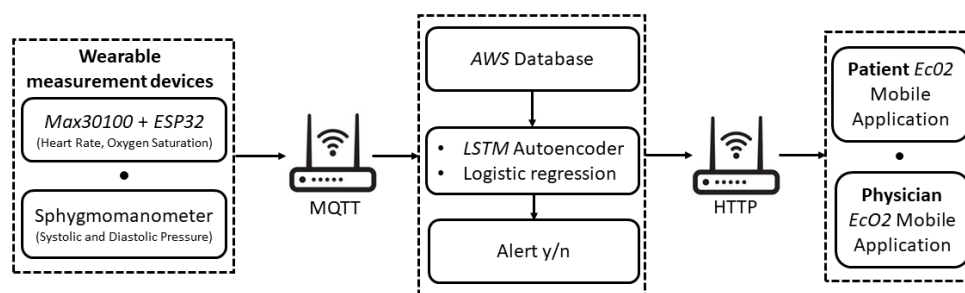 Wearable
measurement devices
Max30100 + ESP32
(Heart Rate, Oxygen Saturation)
Sphygmomanometer
(Systolic and Diastolic Pressure)
MQTT
AWS Database
• LSTM Autoencoder
• Logistic regression
Alert y/n
HTTP
Patient Ec02
Mobile
Application
Physician
EcO2 Mobile
Application